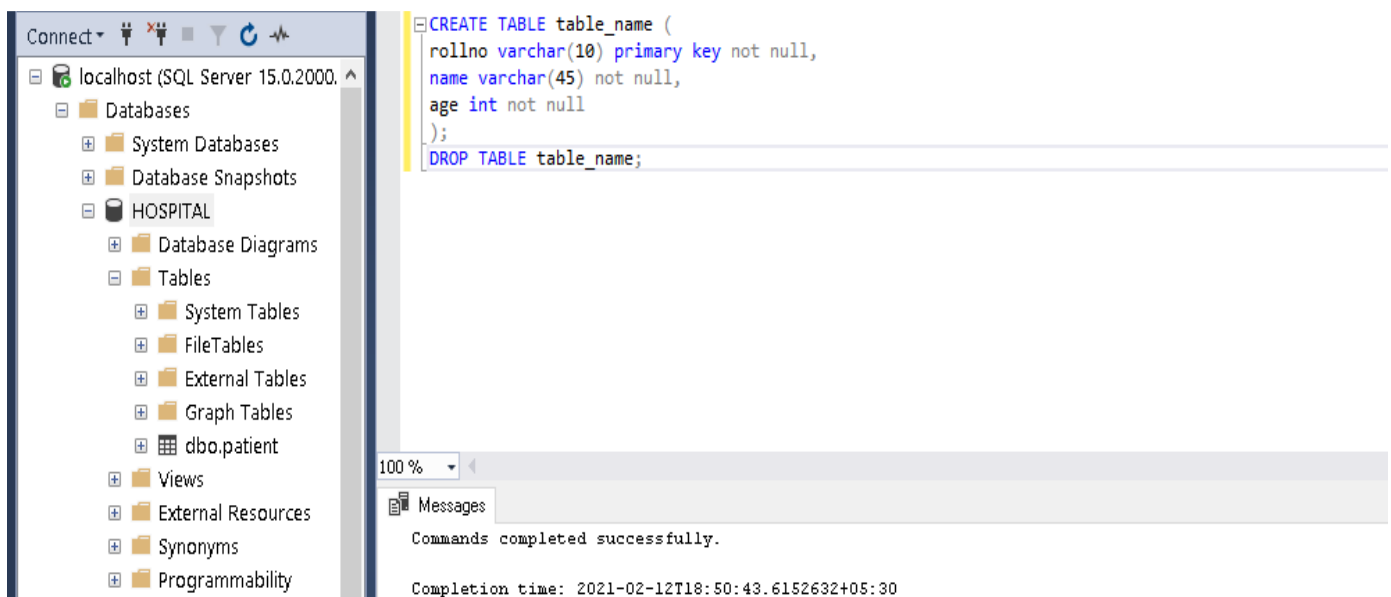 Connect
localhost (SQL Server 15.0.2000.
Databases
System Databases
Database Snapshots
HOSPITAL
Database Diagrams
Tables
System Tables
FileTables
External Tables
Graph Tables
dbo.patient
Views
External Resources
Synonyms
Programmability
CREATE TABLE table_name (
rollno varchar(10) primary key not null,
name varchar(45) not null,
age int not null
);
DROP TABLE table_name;
100 %
Messages
Commands completed successfully.
Completion time: 2021-02-12T18:50:43.6152632+05:30